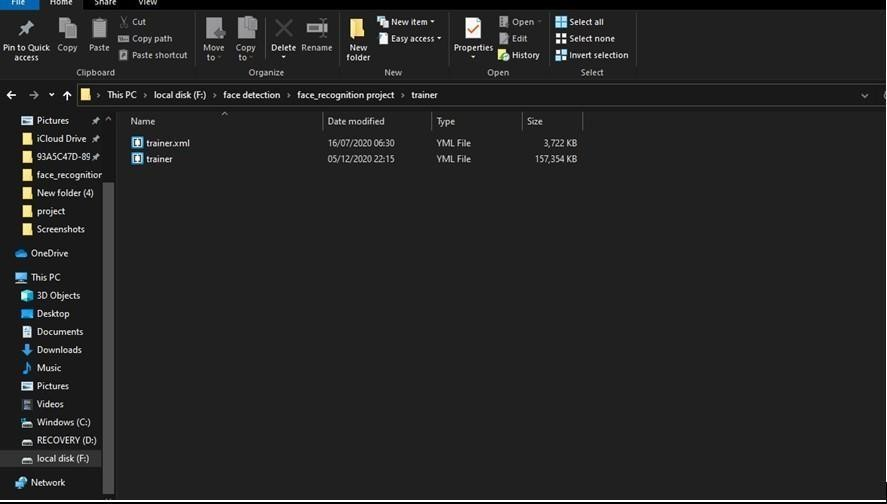 File Home Share View
Pin to Quick access
Copy
Paste
Cut
Copy path
Paste shortcut
Clipboard
Move to
Copy to
Delete
Rename
Organize
New folder
New item
Easy access
New
Properties
Open
Edit
History
Open
Select all
Select none
Invert selection
Select
This PC > local disk (F:) > face detection > face_recognition project > trainer
Name Date modified Type Size
trainer.xml 16/07/2020 06:30 YML File 3,722 KB
trainer 05/12/2020 22:15 YML File 157,354 KB
Pictures
iCloud Drive
93A5C47D-89
face_recognition
New folder (4)
project
Screenshots
OneDrive
This PC
3D Objects
Desktop
Documents
Downloads
Music
Pictures
Videos
Windows (C:)
RECOVERY (D:)
local disk (F:)
Network